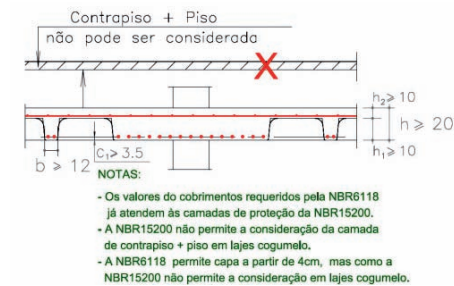 Contrapiso + Piso
não pode ser considerada
h₂⩾10
h⩾20
h₁⩾10
b⩾12
C₁⩾3.5
NOTAS:
- Os valores do cobrimentos requeridos pela NBR6118
já atendem às camadas de proteção da NBR15200.
- A NBR15200 não permite a consideração da camada
de contrapiso + piso em lajes cogumelo.
- A NBR6118 permite capa a partir de 4cm, mas como a
NBR15200 não permite a consideração em lajes cogumelo.